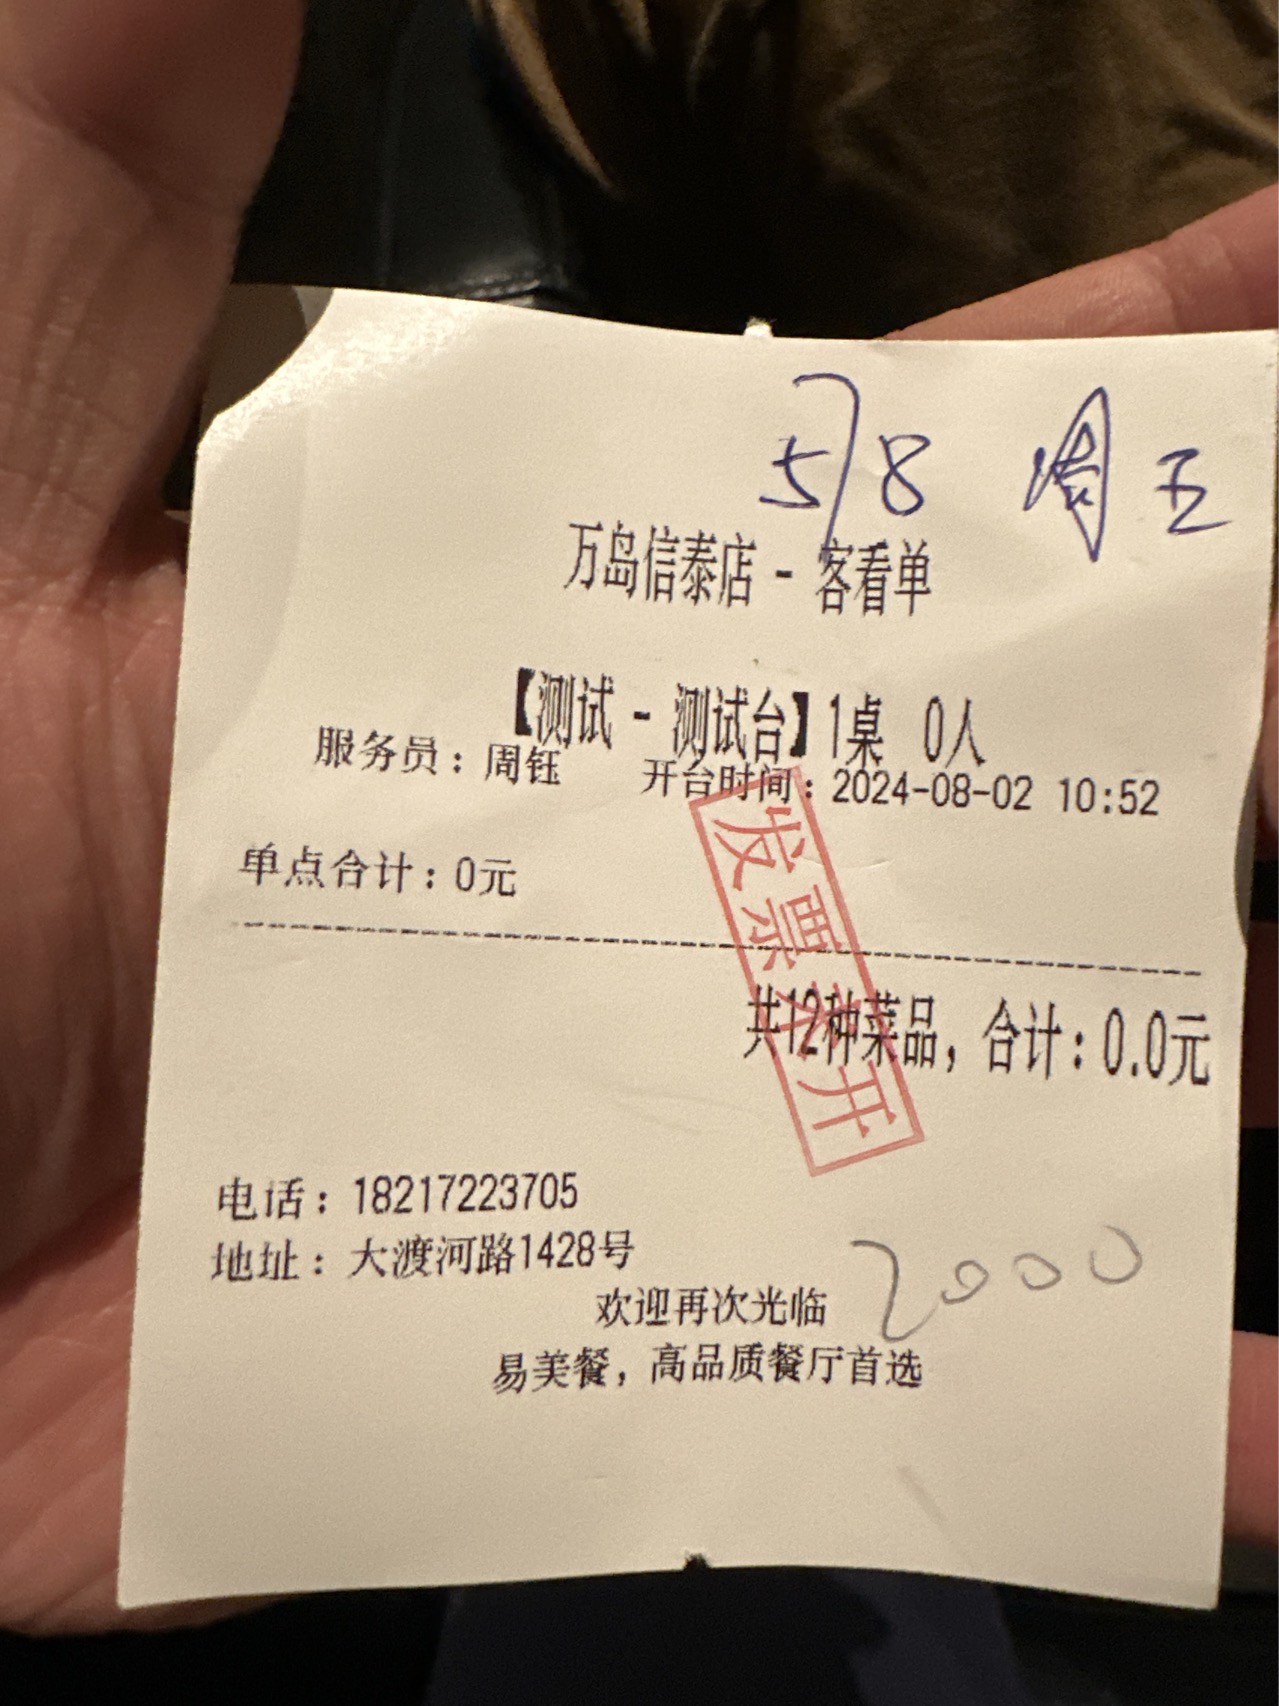 5/8 周五
万岛信泰店 - 客看单
【测试 - 测试台】1桌 0人
服务员：周钰 开台时间：2024-08-02 10:52
单点合计：0元
发票未开
共12种菜品，合计：0.0元
电话：18217223705
地址：大渡河路1428号
2000
欢迎再次光临
易美餐，高品质餐厅首选